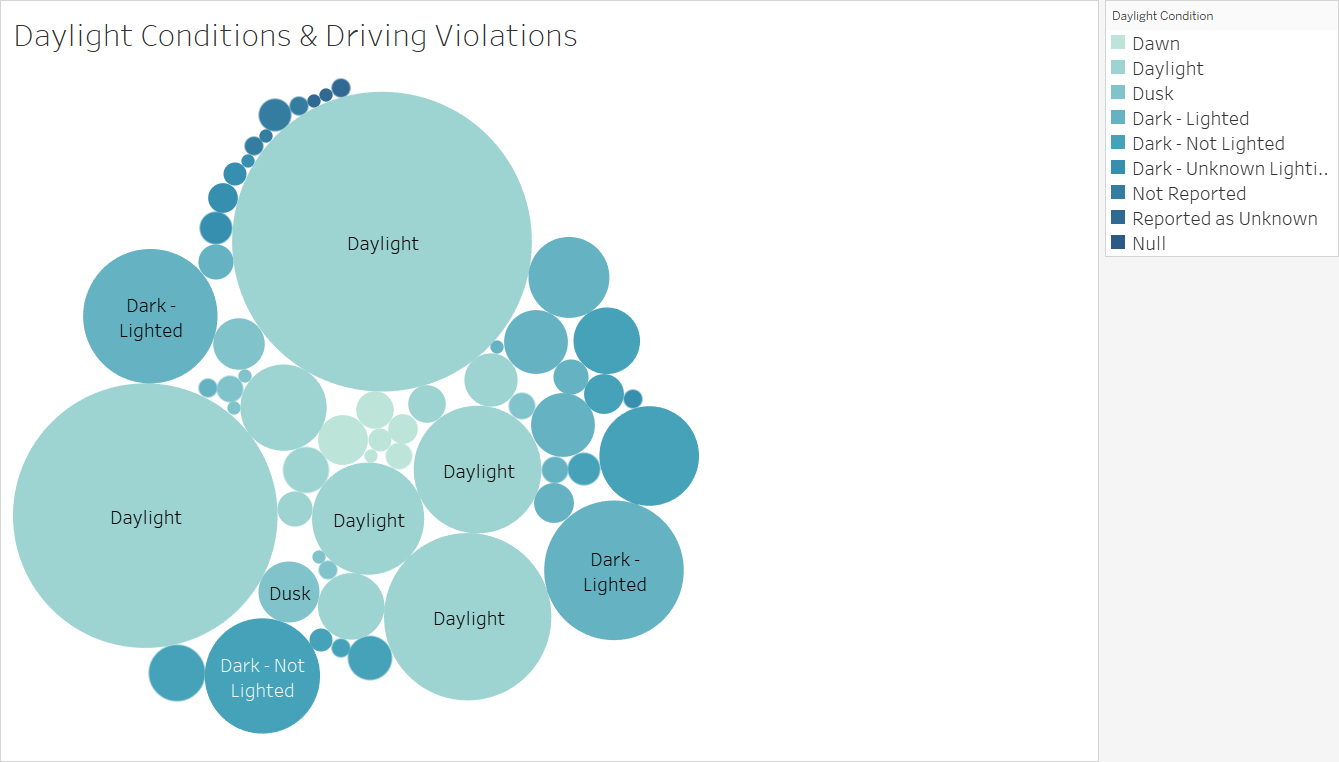 Daylight Conditions & Driving Violations
Daylight
Dark -
Lighted
Daylight
Daylight
Daylight
Dark -
Lighted
Dusk
Daylight
Dark - Not
Lighted
Daylight Condition
Dawn
Daylight
Dusk
Dark - Lighted
Dark - Not Lighted
Dark - Unknown Lighti..
Not Reported
Reported as Unknown
Null